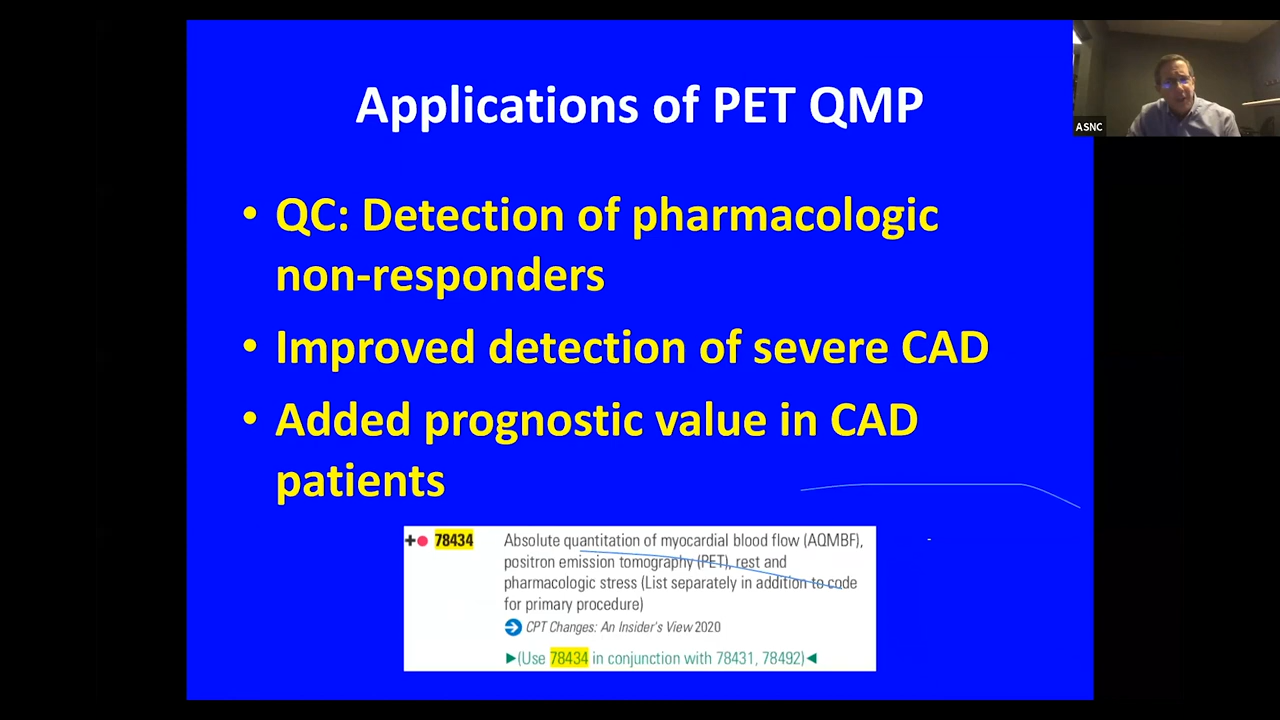 Applications of PET QMP
ASNC
• QC: Detection of pharmacologic
non-responders
• Improved detection of severe CAD
• Added prognostic value in CAD
patients
+● 78434 Absolute quantitation of myocardial blood flow (AQMBF),
positron emission tomography (PET), rest and
pharmacologic stress (List separately in addition to code
for primary procedure)
CPT Changes: An Insider's View 2020
▶(Use 78434 in conjunction with 78431, 78492)◀